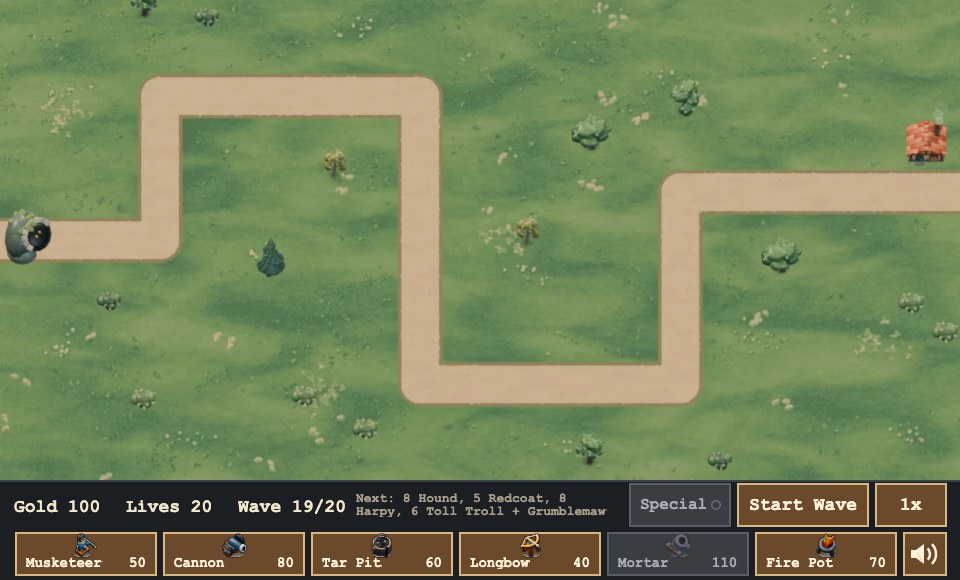 Gold 100 Lives 20 Wave 19/20
Next: 8 Hound, 5 Redcoat, 8
Harpy, 6 Toll Troll + Grumblemaw
Special
Start Wave
1x
Musketeer 50
Cannon 80
Tar Pit 60
Longbow 40
Mortar 110
Fire Pot 70